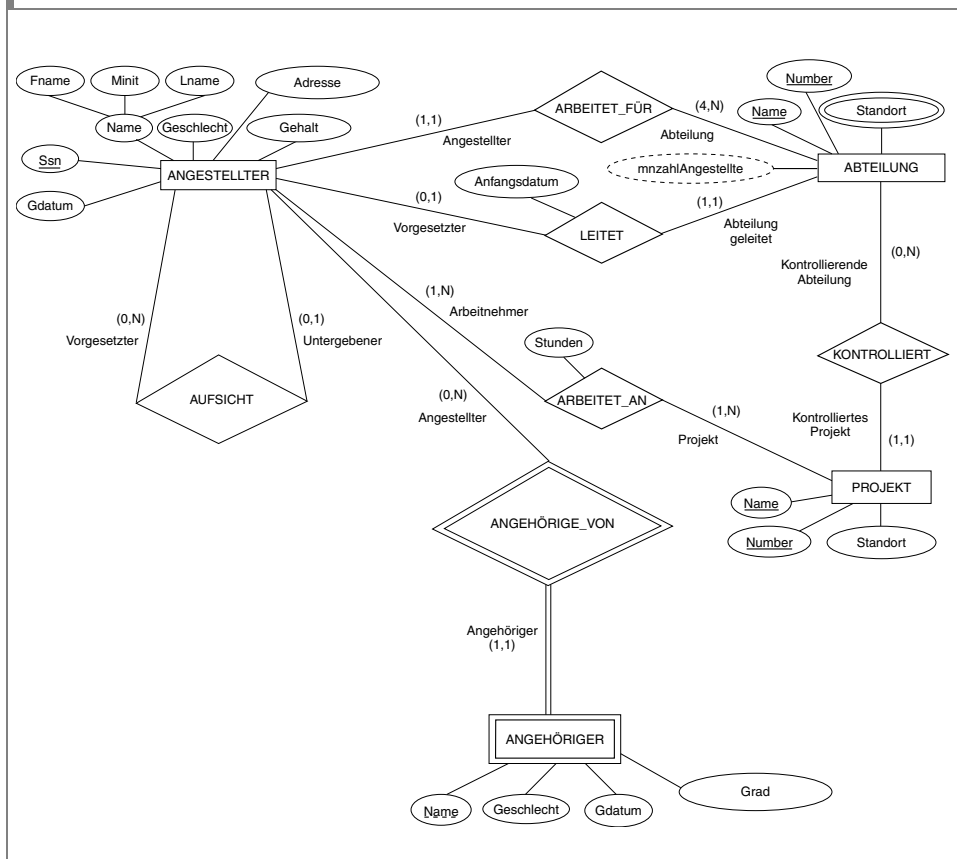 Fname
Minit
Lname
Adresse
Name
Geschlecht
Gehalt
Ssn
ANGESTELLTER
Gdatum
(1,1)
Angestellter
ARBEITET_FÜR
(4,N)
Abteilung
Number
Name
Standort
mnzahlAngestellte
ABTEILUNG
Anfangsdatum
(0,1)
Vorgesetzter
LEITET
(1,1)
Abteilung
geleitet
(0,N)
Kontrollierende
Abteilung
(0,N)
Vorgesetzter
(0,1)
Untergebener
AUFSICHT
(1,N)
Arbeitnehmer
Stunden
ARBEITET_AN
(1,N)
Projekt
KONTROLLIERT
Kontrolliertes
Projekt
(1,1)
(0,N)
Angestellter
PROJEKT
Name
Number
Standort
ANGEHÖRIGE_VON
Angehöriger
(1,1)
ANGEHÖRIGER
Name
Geschlecht
Gdatum
Grad